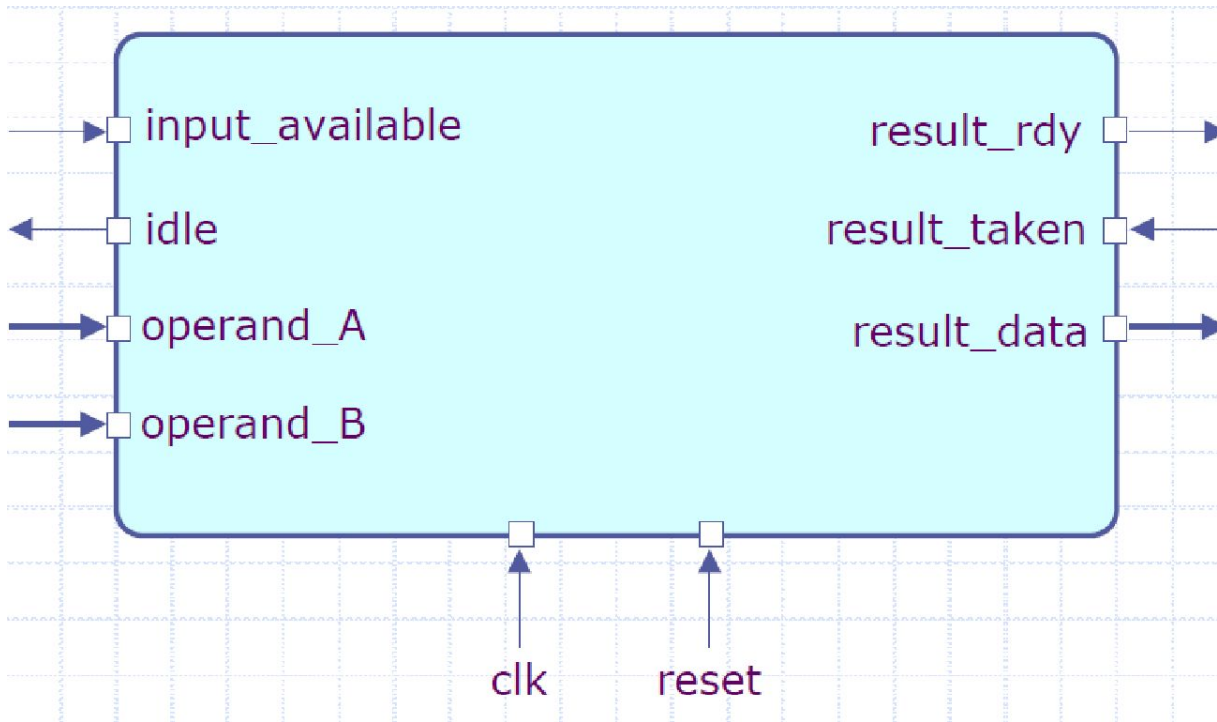 input_available
idle
operand_A
operand_B
result_rdy
result_taken
result_data
clk
reset